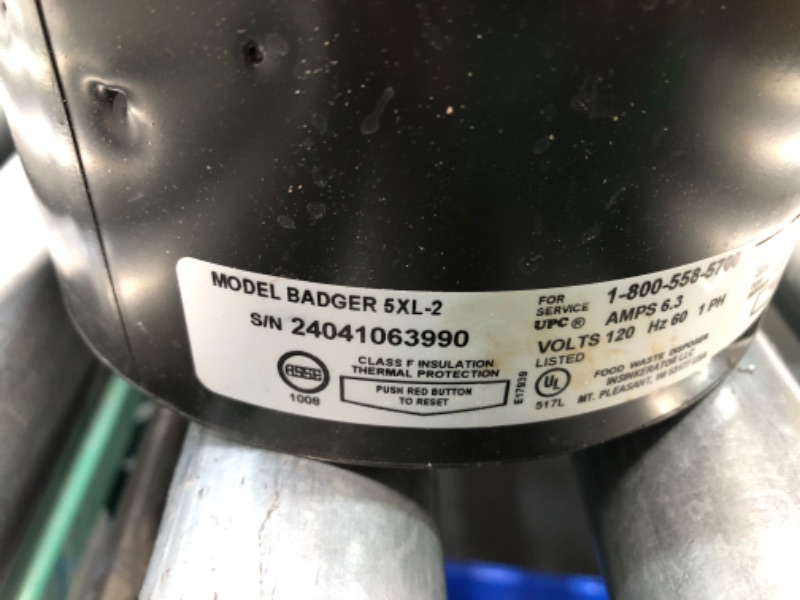 MODEL BADGER 5XL-2
S/N 24041063990
ASSE
1008
CLASS F INSULATION
THERMAL PROTECTION
PUSH RED BUTTON
TO RESET
E17939
FOR
SERVICE
1-800-558-5700
UPC ®
AMPS 6.3
VOLTS 120 Hz 60 1 PH
LISTED
UL
517L
FOOD WASTE DISPOSER
INSINKERATOR LLC
MT. PLEASANT, WI USA